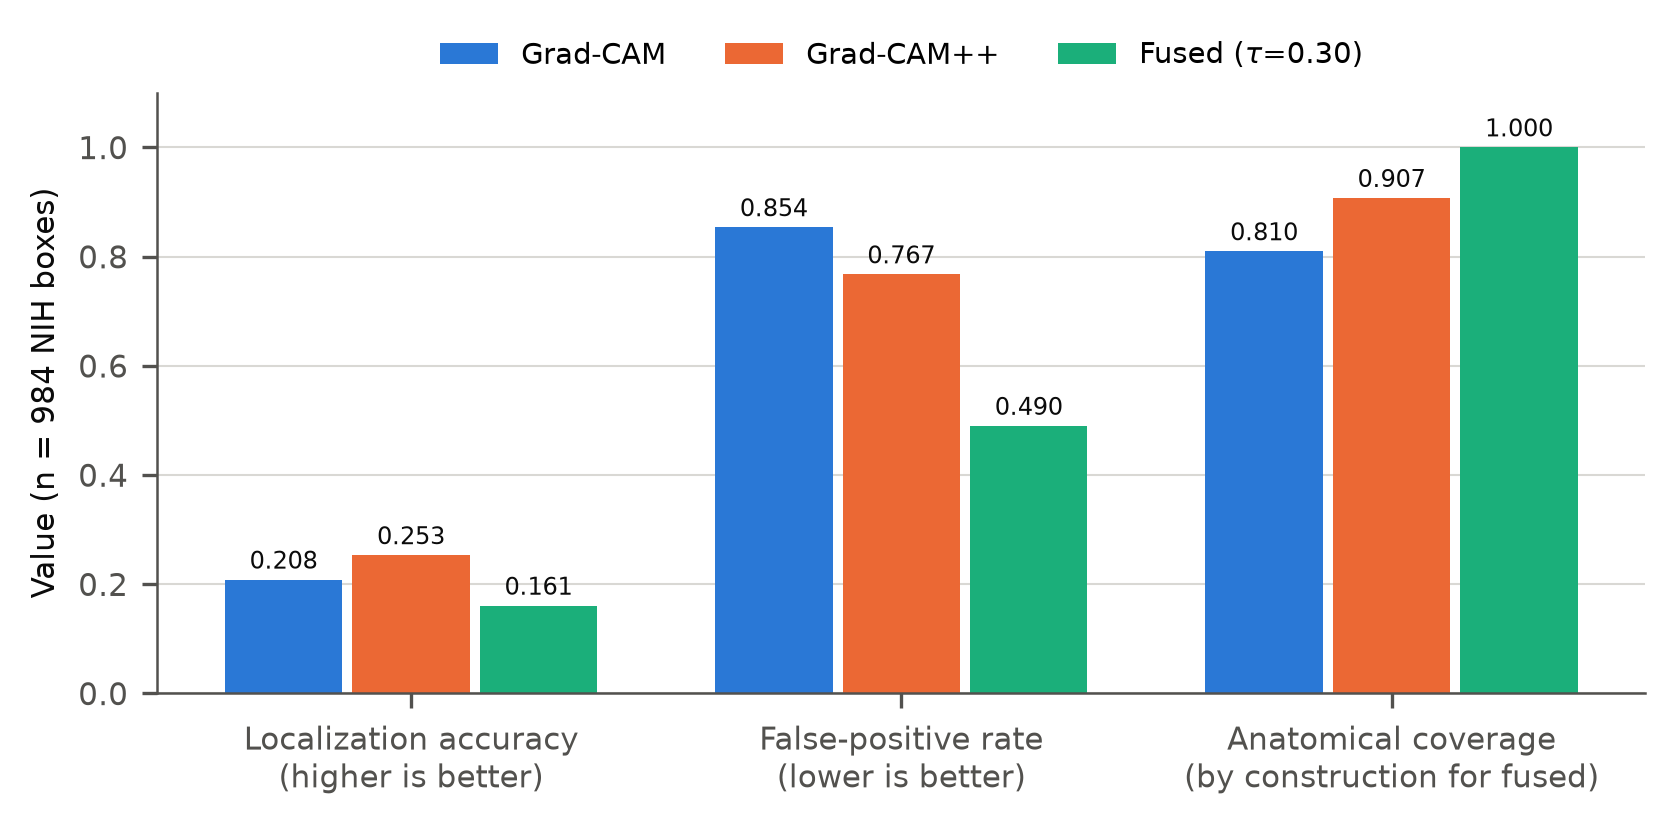 Grad-CAM
Grad-CAM++
Fused (τ=0.30)
Value (n = 984 NIH boxes)
1.0
0.8
0.6
0.4
0.2
0.0
0.208
0.253
0.161
0.854
0.767
0.490
0.810
0.907
1.000
Localization accuracy
(higher is better)
False-positive rate
(lower is better)
Anatomical coverage
(by construction for fused)